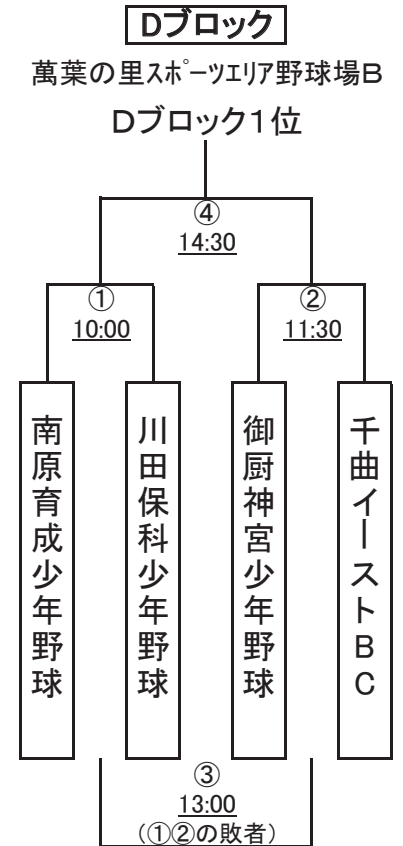 Dブロック
萬葉の里スポーツエリア野球場B
Dブロック1位
④
14:30
①
10:00
②
11:30
南原育成少年野球
川田保科少年野球
御厨神宮少年野球
千曲イーストBC
③
13:00
(①②の敗者)